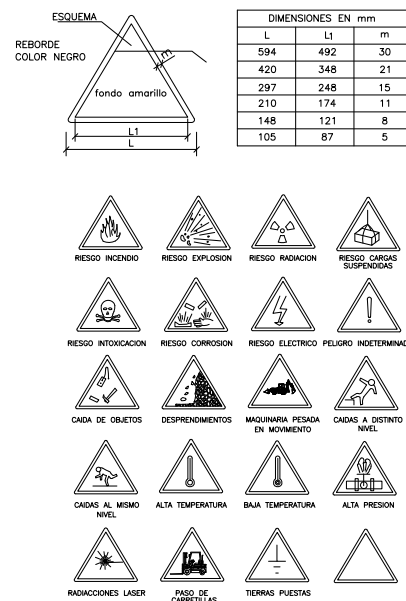 ESQUEMA
REBORDE
COLOR NEGRO
m
fondo amarillo
L1
L
DIMENSIONES EN mm
L L1 m
594 492 30
420 348 21
297 248 15
210 174 11
148 121 8
105 87 5
RIESGO INCENDIO RIESGO EXPLOSION RIESGO RADIACION RIESGO CARGAS
SUSPENDIDAS
RIESGO INTOXICACION RIESGO CORROSION RIESGO ELECTRICO PELIGRO INDETERMINAD
CAIDA DE OBJETOS DESPRENDIMIENTOS MAQUINARIA PESADA
EN MOVIMIENTO CAIDAS A DISTINTO
NIVEL
CAIDAS AL MISMO
NIVEL ALTA TEMPERATURA BAJA TEMPERATURA ALTA PRESION
RADIACCIONES LASER PASO DE
CARRETILLAS TIERRAS PUESTAS